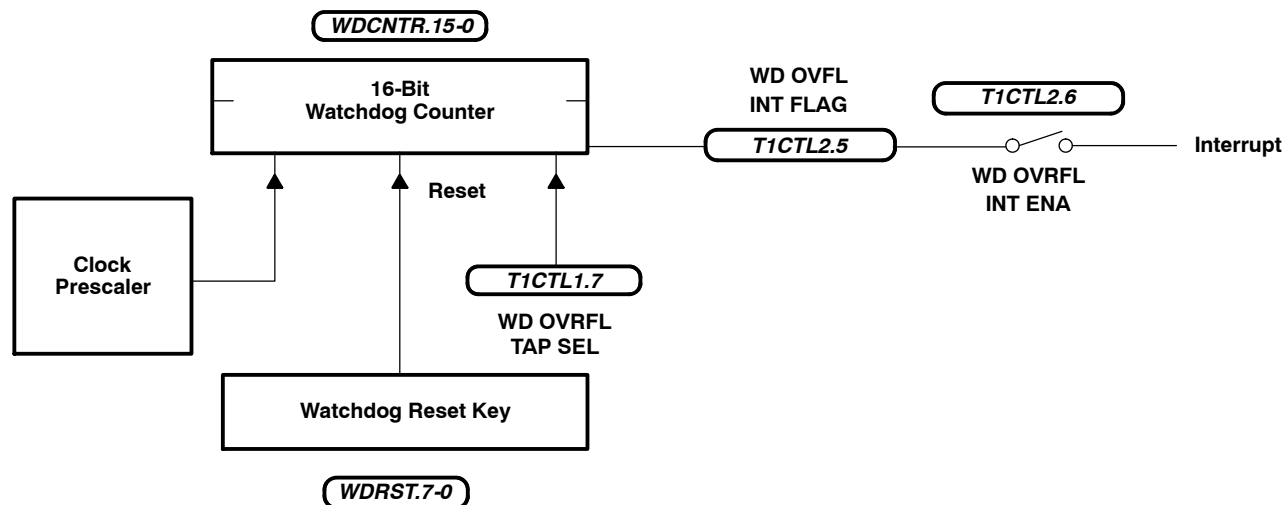 WDCNTR.15-0
16-Bit
Watchdog Counter
WD OVFL
INT FLAG
T1CTL2.6
T1CTL2.5
Interrupt
WD OVRFL
INT ENA
Reset
Clock
Prescaler
T1CTL1.7
WD OVRFL
TAP SEL
Watchdog Reset Key
WDRST.7-0